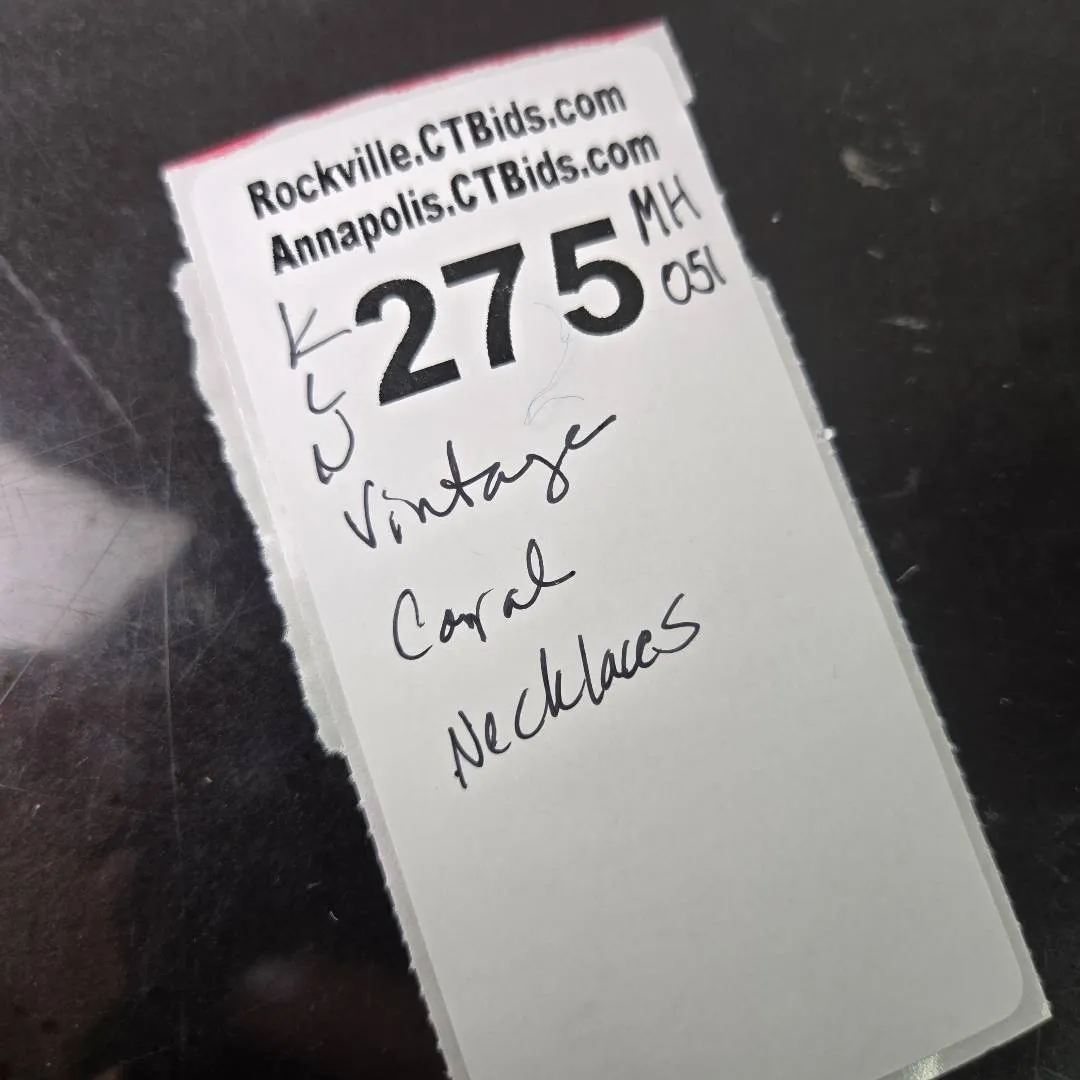 Rockville.CTBids.com
Annapolis.CTBids.com
275
MH
051
Vintage
Coral
Necklaces